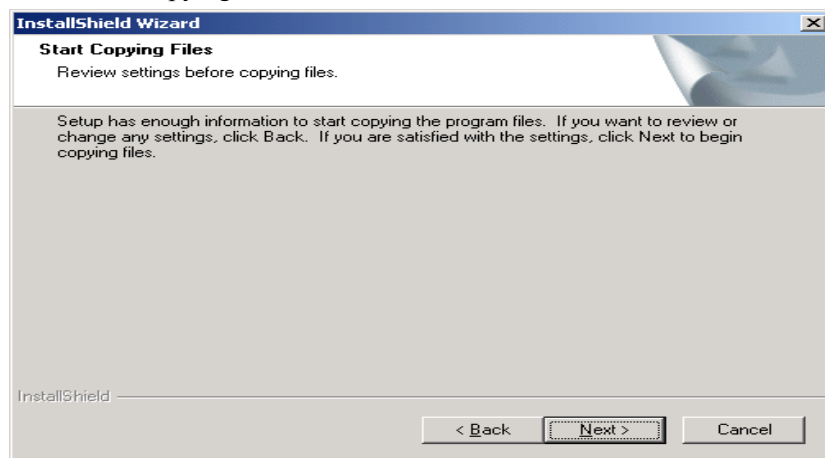 InstallShield Wizard
Start Copying Files
Review settings before copying files.
Setup has enough information to start copying the program files. If you want to review or
change any settings, click Back. If you are satisfied with the settings, click Next to begin
copying files.
InstallShield
< Back
Next >
Cancel